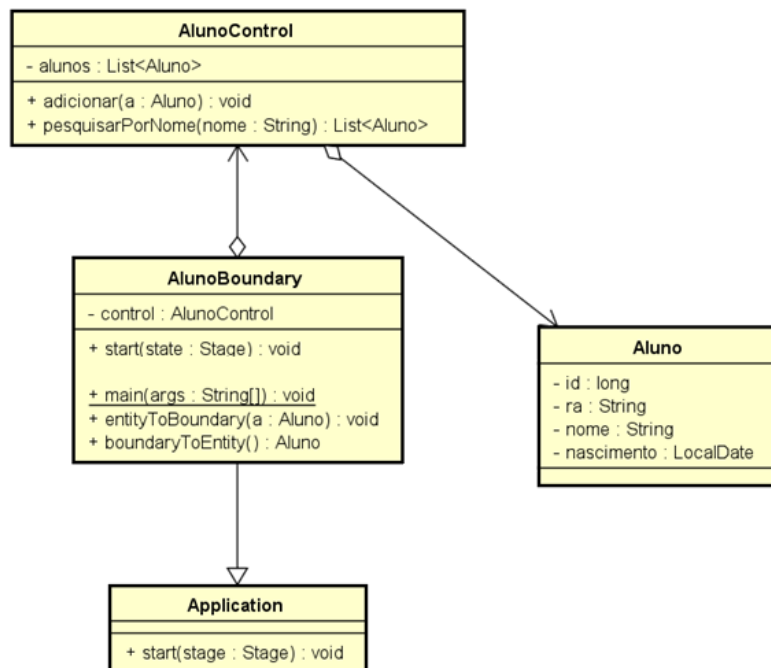 AlunoControl
- alunos : List<Aluno>
+ adicionar(a : Aluno) : void
+ pesquisarPorNome(nome : String) : List<Aluno>
AlunoBoundary
- control : AlunoControl
+ start(state : Stage) : void
+ main(args : String[]) : void
+ entityToBoundary(a : Aluno) : void
+ boundaryToEntity() : Aluno
Aluno
- id : long
- ra : String
- nome : String
- nascimento : LocalDate
Application
+ start(stage : Stage) : void